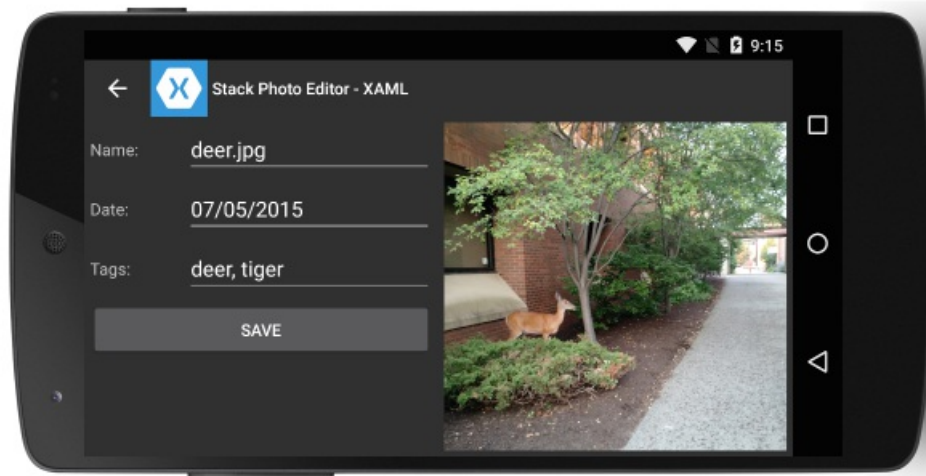 9:15
Stack Photo Editor - XAML
Name: deer.jpg
Date: 07/05/2015
Tags: deer, tiger
SAVE